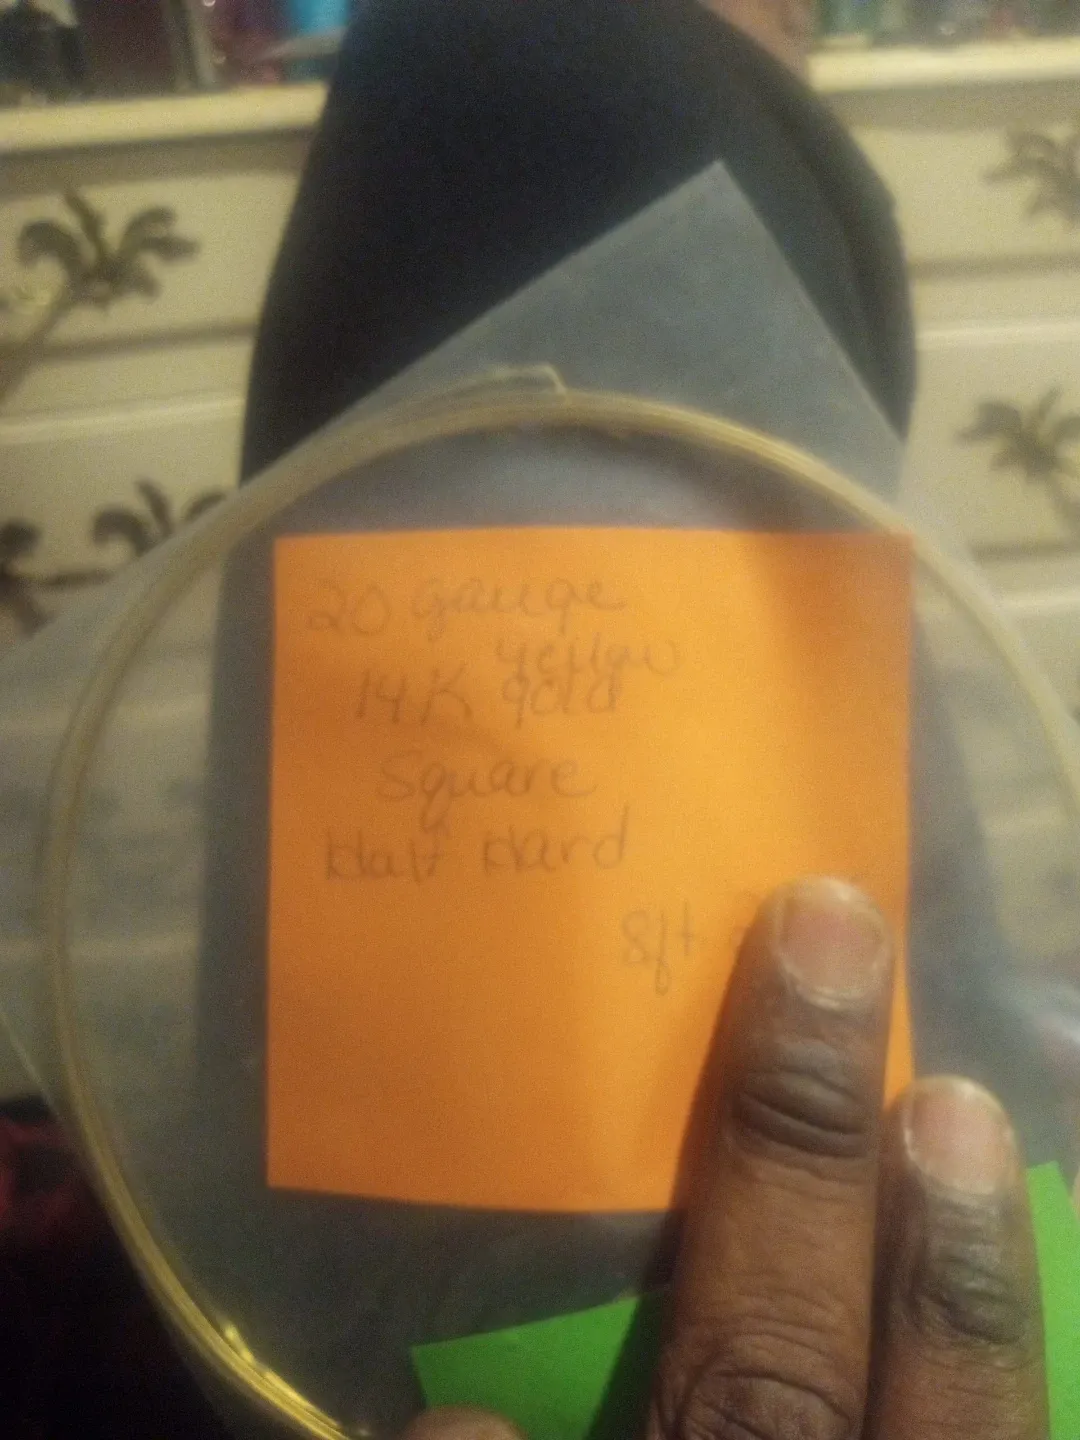 20 gauge
yellow
14K gold
Square
Half Hard
8ft